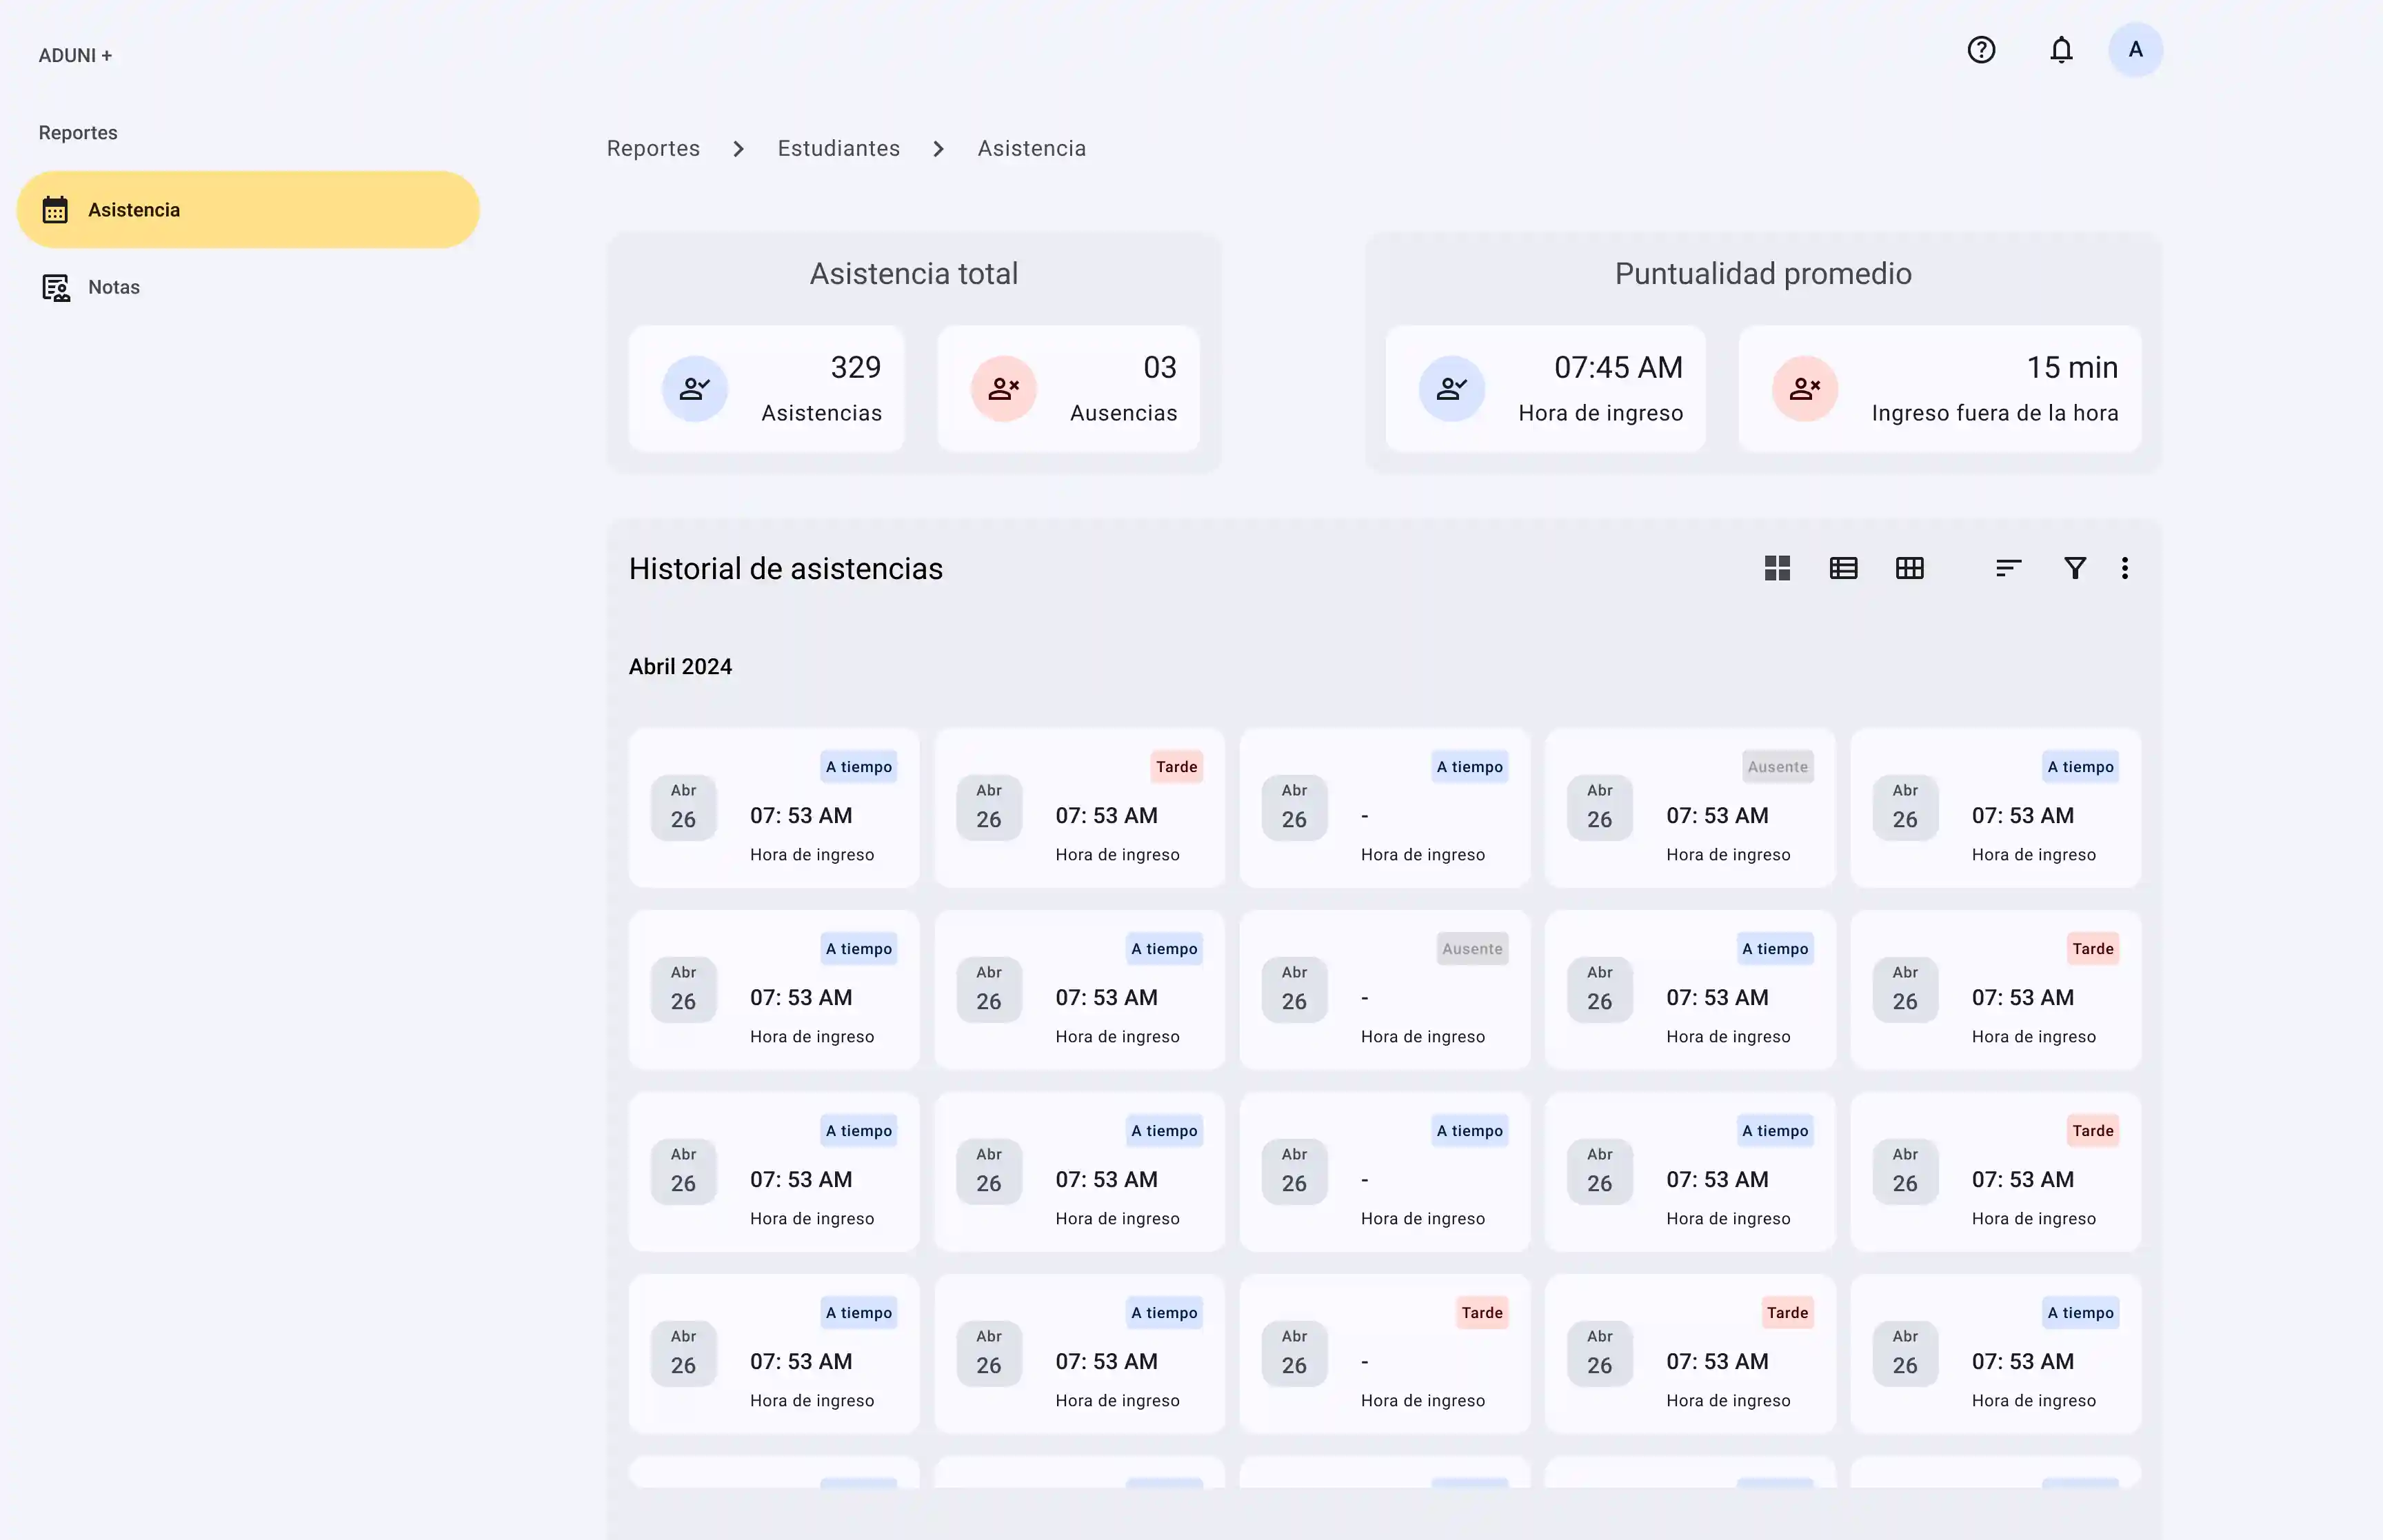 ADUNI +
A
Reportes
Asistencia
Notas
Reportes > Estudiantes > Asistencia
Asistencia total
329
Asistencias
03
Ausencias
Puntualidad promedio
07:45 AM
Hora de ingreso
15 min
Ingreso fuera de la hora
Historial de asistencias
Abril 2024
A tiempo
Abr
26
07: 53 AM
Hora de ingreso
Tarde
Abr
26
07: 53 AM
Hora de ingreso
A tiempo
Abr
26
-
Hora de ingreso
Ausente
Abr
26
07: 53 AM
Hora de ingreso
A tiempo
Abr
26
07: 53 AM
Hora de ingreso
A tiempo
Abr
26
07: 53 AM
Hora de ingreso
A tiempo
Abr
26
07: 53 AM
Hora de ingreso
Ausente
Abr
26
-
Hora de ingreso
A tiempo
Abr
26
07: 53 AM
Hora de ingreso
Tarde
Abr
26
07: 53 AM
Hora de ingreso
A tiempo
Abr
26
07: 53 AM
Hora de ingreso
A tiempo
Abr
26
07: 53 AM
Hora de ingreso
A tiempo
Abr
26
-
Hora de ingreso
A tiempo
Abr
26
07: 53 AM
Hora de ingreso
Tarde
Abr
26
07: 53 AM
Hora de ingreso
A tiempo
Abr
26
07: 53 AM
Hora de ingreso
A tiempo
Abr
26
07: 53 AM
Hora de ingreso
Tarde
Abr
26
-
Hora de ingreso
Tarde
Abr
26
07: 53 AM
Hora de ingreso
A tiempo
Abr
26
07: 53 AM
Hora de ingreso